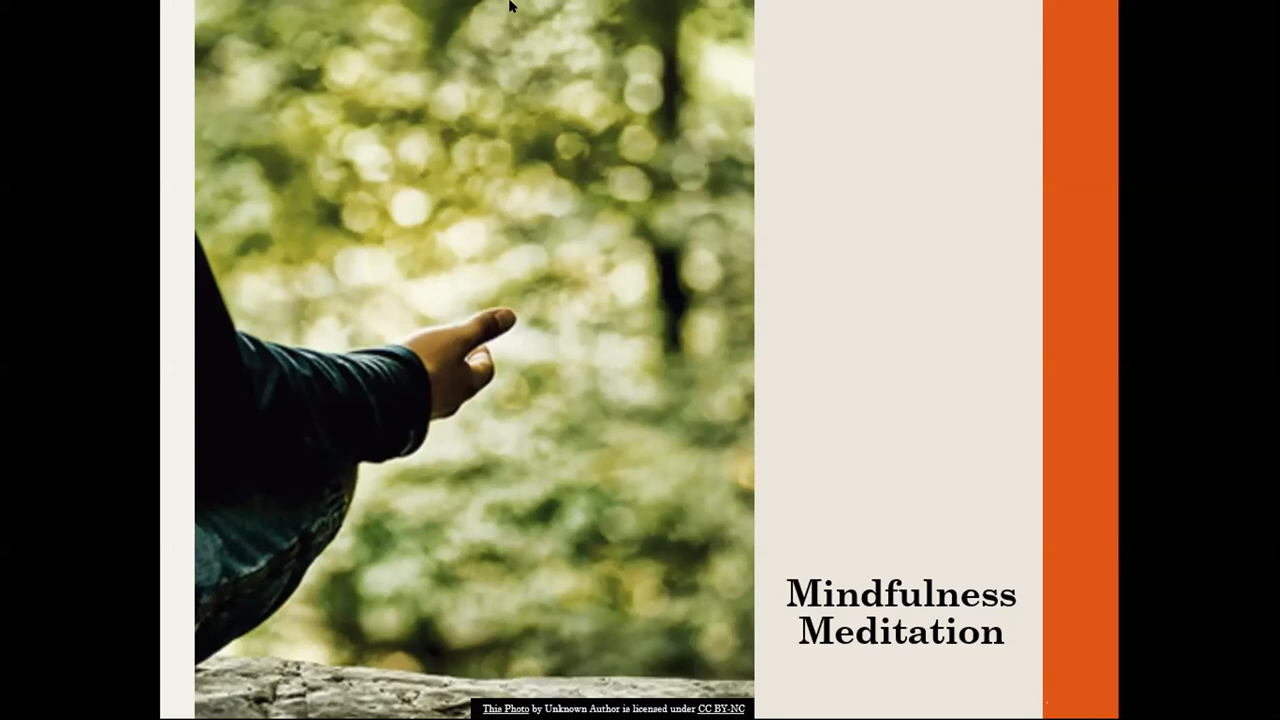 Mindfulness
Meditation
This Photo by Unknown Author is licensed under CC BY-NC